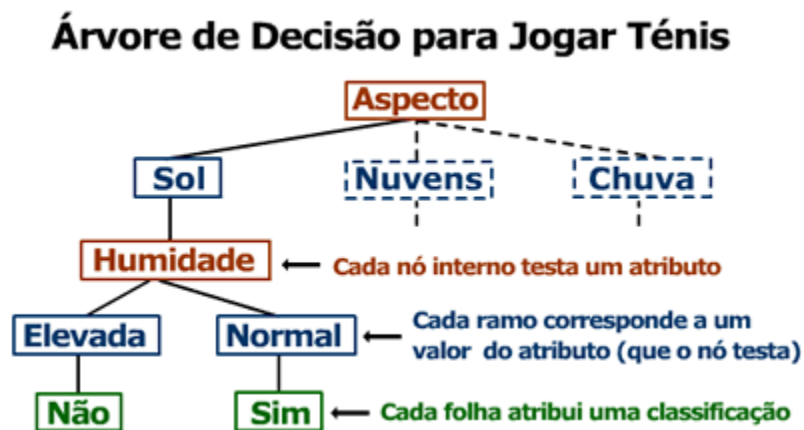 Árvore de Decisão para Jogar Ténis
Aspecto
Sol
Nuvens
Chuva
Humidade
Cada nó interno testa um atributo
Elevada
Normal
Cada ramo corresponde a um
valor do atributo (que o nó testa)
Não
Sim
Cada folha atribui uma classificação